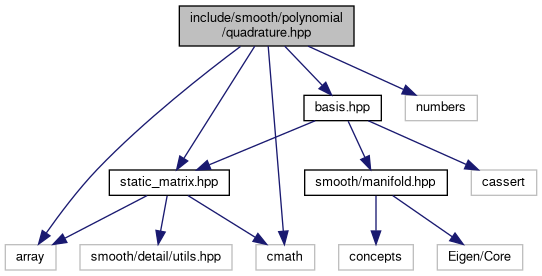 include/smooth/polynomial
/quadrature.hpp
basis.hpp
numbers
static_matrix.hpp
smooth/manifold.hpp
cassert
array
smooth/detail/utils.hpp
cmath
concepts
Eigen/Core